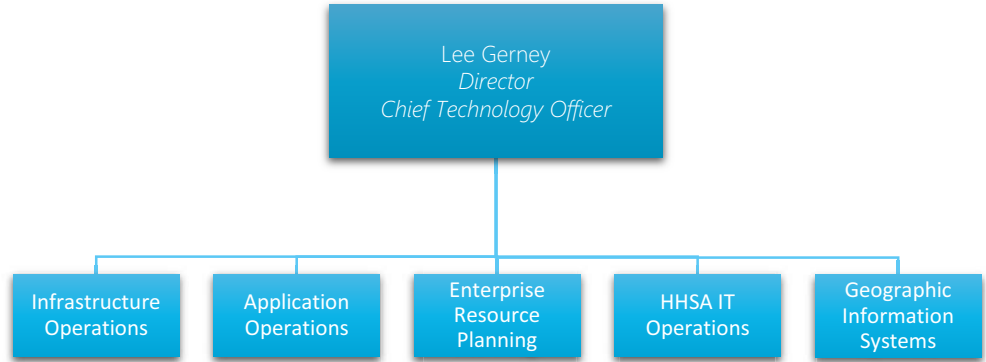 Lee Gerney
Director
Chief Technology Officer
Infrastructure
Operations
Application
Operations
Enterprise
Resource
Planning
HHSA IT
Operations
Geographic
Information
Systems